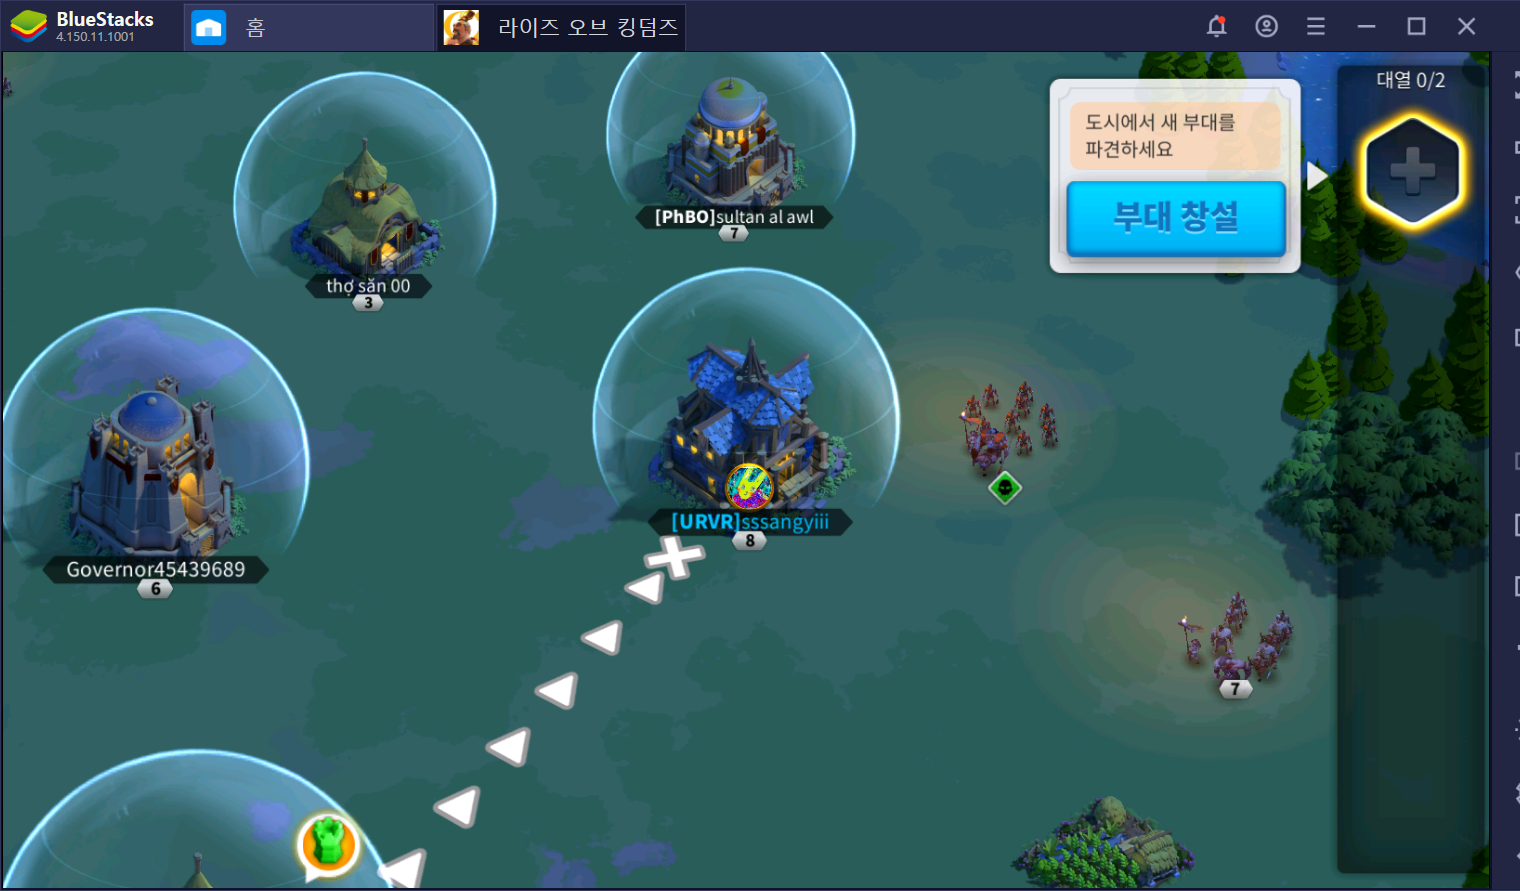 BlueStacks
4.150.11.1001
홈
라이즈 오브 킹덤즈
대열 0/2
도시에서 새 부대를
파견하세요
부대 창설
[PhBO]sultan al awl
7
thợ săn 00
3
[URVR]sssangyiii
8
Governor45439689
6
7